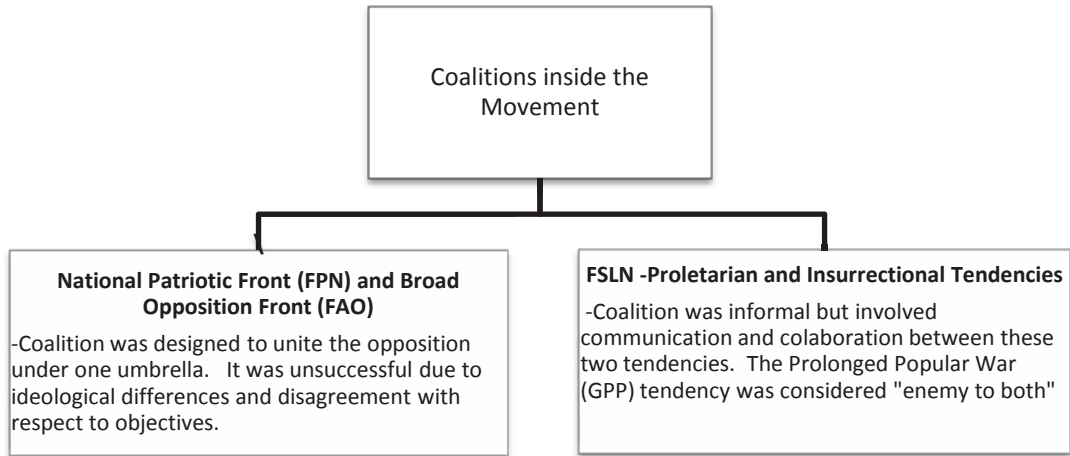 Coalitions inside the
Movement
National Patriotic Front (FPN) and Broad
Opposition Front (FAO)
-Coalition was designed to unite the opposition
under one umbrella.   It was unsuccessful due to
ideological differences and disagreement with
respect to objectives.
FSLN -Proletarian and Insurrectional Tendencies
-Coalition was informal but involved
communication and colaboration between these
two tendencies.  The Prolonged Popular War
(GPP) tendency was considered "enemy to both"